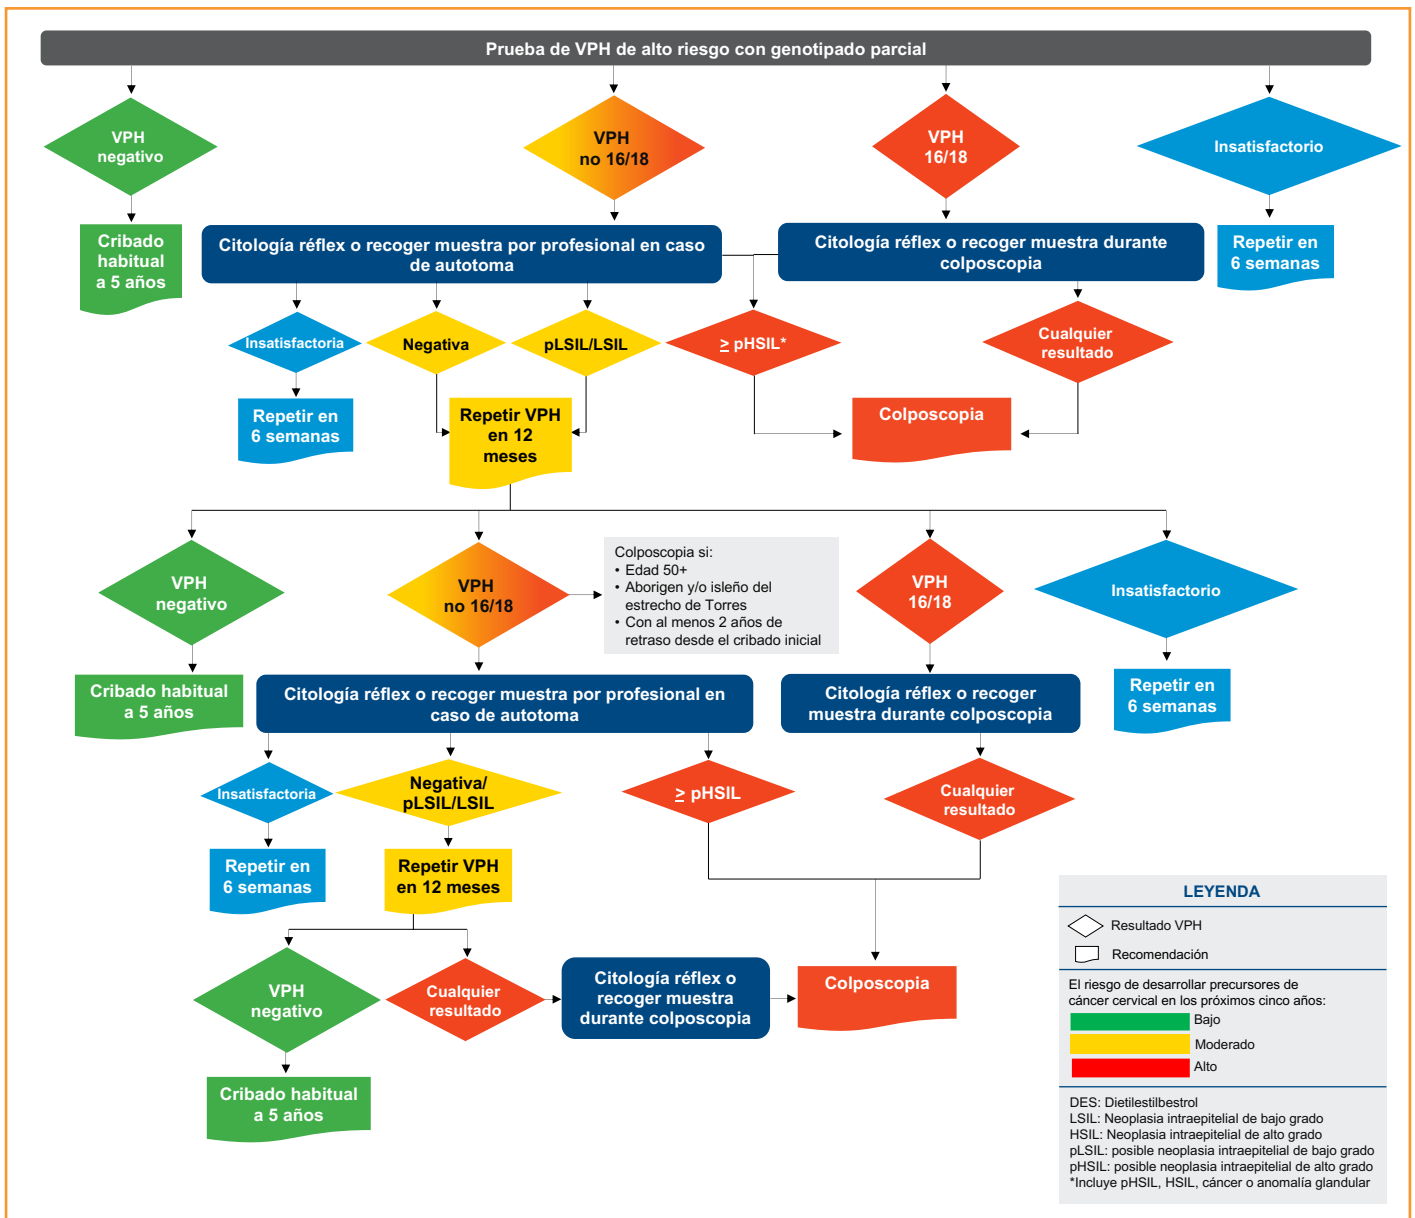 Prueba de VPH de alto riesgo con genotipado parcial
VPH
negativo
VPH
no 16/18
VPH
16/18
Insatisfactorio
Cribado
habitual
a 5 años
Citología réflex o recoger muestra por profesional en caso
de autotoma
Citología réflex o recoger muestra durante
colposcopia
Repetir en
6 semanas
Insatisfactoria
Negativa
pLSIL/LSIL
≥ pHSIL*
Cualquier
resultado
Repetir en
6 semanas
Repetir VPH
en 12
meses
Colposcopia
VPH
negativo
VPH
no 16/18
Colposcopia si:
• Edad 50+
• Aborigen y/o isleño del
estrecho de Torres
• Con al menos 2 años de
retraso desde el cribado inicial
VPH
16/18
Insatisfactorio
Cribado habitual
a 5 años
Citología réflex o recoger muestra por profesional en
caso de autotoma
Citología réflex o recoger
muestra durante colposcopia
Repetir en
6 semanas
Insatisfactoria
Negativa/
pLSIL/LSIL
≥ pHSIL
Cualquier
resultado
Repetir en
6 semanas
Repetir VPH
en 12 meses
VPH
negativo
Cualquier
resultado
Citología réflex o
recoger muestra
durante colposcopia
Colposcopia
Cribado habitual
a 5 años
LEYENDA
Resultado VPH
Recomendación
El riesgo de desarrollar precursores de
cáncer cervical en los próximos cinco años:
Bajo
Moderado
Alto
DES: Dietilestilbestrol
LSIL: Neoplasia intraepitelial de bajo grado
HSIL: Neoplasia intraepitelial de alto grado
pLSIL: posible neoplasia intraepitelial de bajo grado
pHSIL: posible neoplasia intraepitelial de alto grado
*Incluye pHSIL, HSIL, cáncer o anomalía glandular